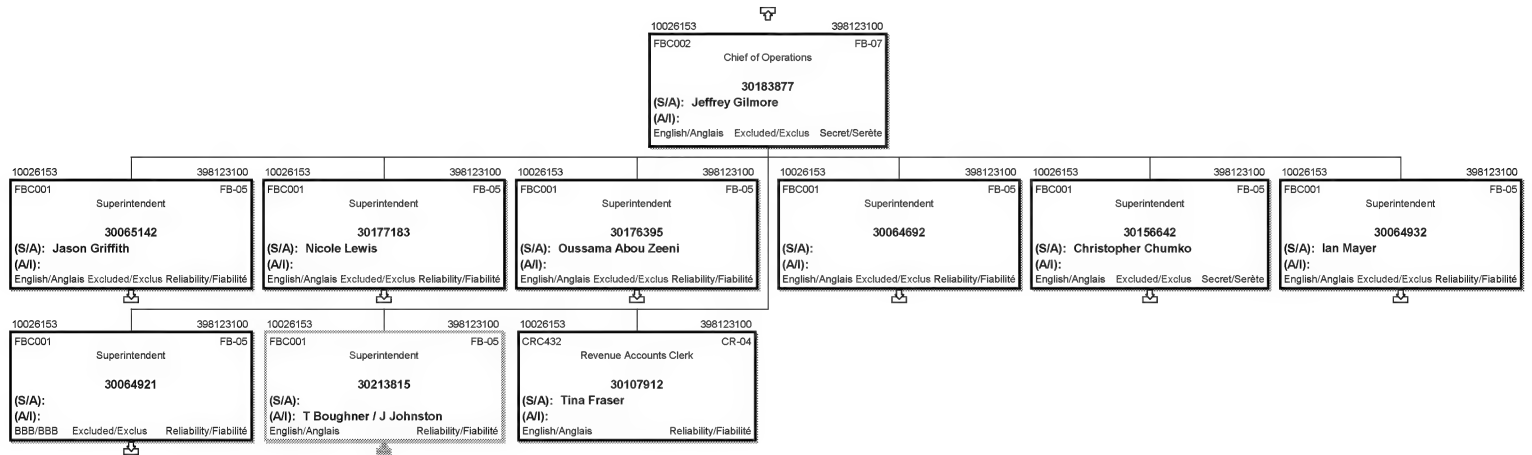 10026153 398123100
FBC002 FB-07
Chief of Operations
30183877
(S/A): Jeffrey Gilmore
(A/I):
English/Anglais Excluded/Exclus Secret/Serète
10026153 398123100
FBC001 FB-05
Superintendent
30065142
(S/A): Jason Griffith
(A/I):
English/Anglais Excluded/Exclus Reliability/Fiabilité
10026153 398123100
FBC001 FB-05
Superintendent
30177183
(S/A): Nicole Lewis
(A/I):
English/Anglais Excluded/Exclus Reliability/Fiabilité
10026153 398123100
FBC001 FB-05
Superintendent
30176395
(S/A): Oussama Abou Zeeni
(A/I):
English/Anglais Excluded/Exclus Reliability/Fiabilité
10026153 398123100
FBC001 FB-05
Superintendent
30064692
(S/A):
(A/I):
English/Anglais Excluded/Exclus Reliability/Fiabilité
10026153 398123100
FBC001 FB-05
Superintendent
30156642
(S/A): Christopher Chumko
(A/I):
English/Anglais Excluded/Exclus Secret/Serète
10026153 398123100
FBC001 FB-05
Superintendent
30064932
(S/A): Ian Mayer
(A/I):
English/Anglais Excluded/Exclus Reliability/Fiabilité
10026153 398123100
FBC001 FB-05
Superintendent
30064921
(S/A):
(A/I):
BBB/BBB Excluded/Exclus Reliability/Fiabilité
10026153 398123100
FBC001 FB-05
Superintendent
30213815
(S/A):
(A/I): T Boughner / J Johnston
English/Anglais Reliability/Fiabilité
10026153 398123100
CRC432 CR-04
Revenue Accounts Clerk
30107912
(S/A): Tina Fraser
(A/I):
English/Anglais Reliability/Fiabilité